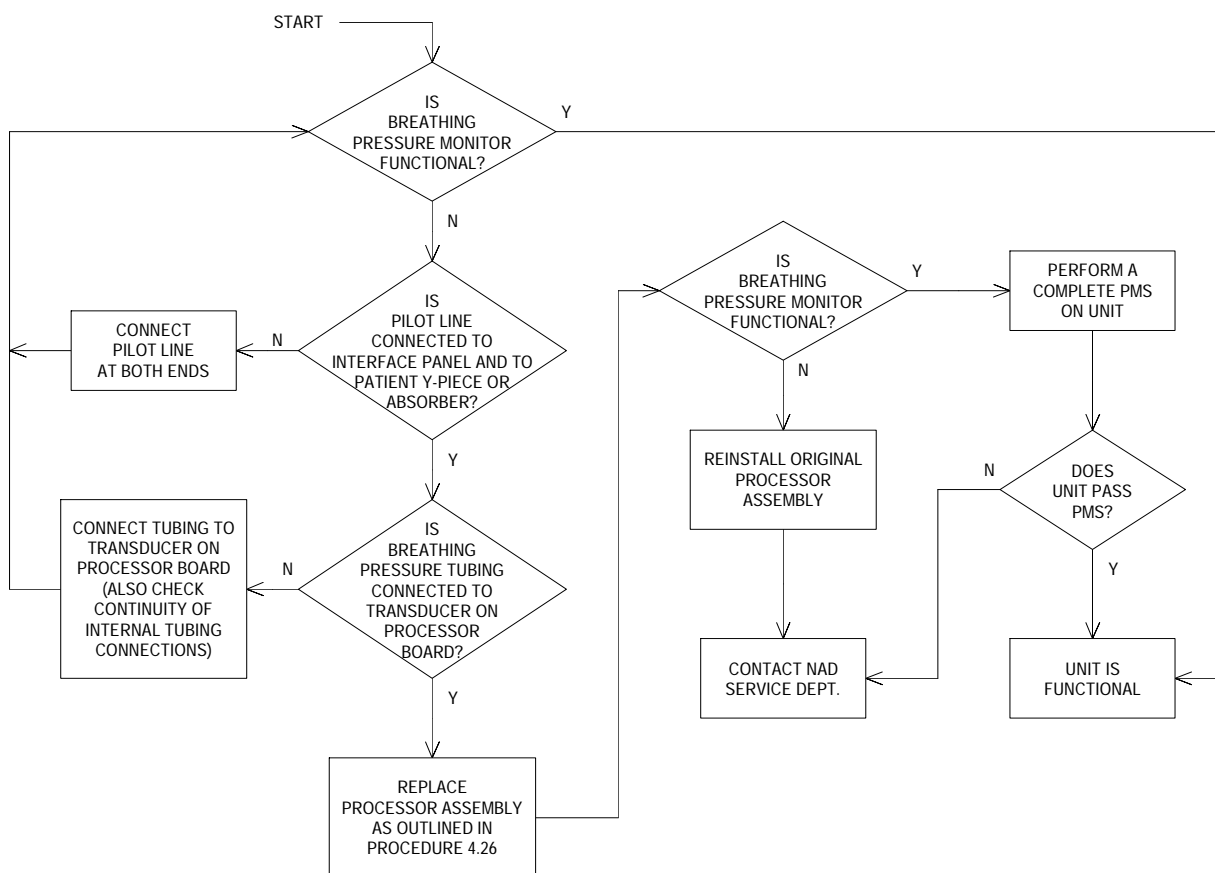 START
IS
BREATHING
PRESSURE MONITOR
FUNCTIONAL?
Y
N
IS
PILOT LINE
CONNECTED TO
INTERFACE PANEL AND TO
PATIENT Y-PIECE OR
ABSORBER?
N
CONNECT
PILOT LINE
AT BOTH ENDS
Y
IS
BREATHING
PRESSURE TUBING
CONNECTED TO
TRANSDUCER ON
PROCESSOR
BOARD?
N
CONNECT TUBING TO
TRANSDUCER ON
PROCESSOR BOARD
(ALSO CHECK
CONTINUITY OF
INTERNAL TUBING
CONNECTIONS)
Y
REPLACE
PROCESSOR ASSEMBLY
AS OUTLINED IN
PROCEDURE 4.26
IS
BREATHING
PRESSURE MONITOR
FUNCTIONAL?
Y
N
REINSTALL ORIGINAL
PROCESSOR
ASSEMBLY
CONTACT NAD
SERVICE DEPT.
PERFORM A
COMPLETE PMS
ON UNIT
DOES
UNIT PASS
PMS?
N
Y
UNIT IS
FUNCTIONAL